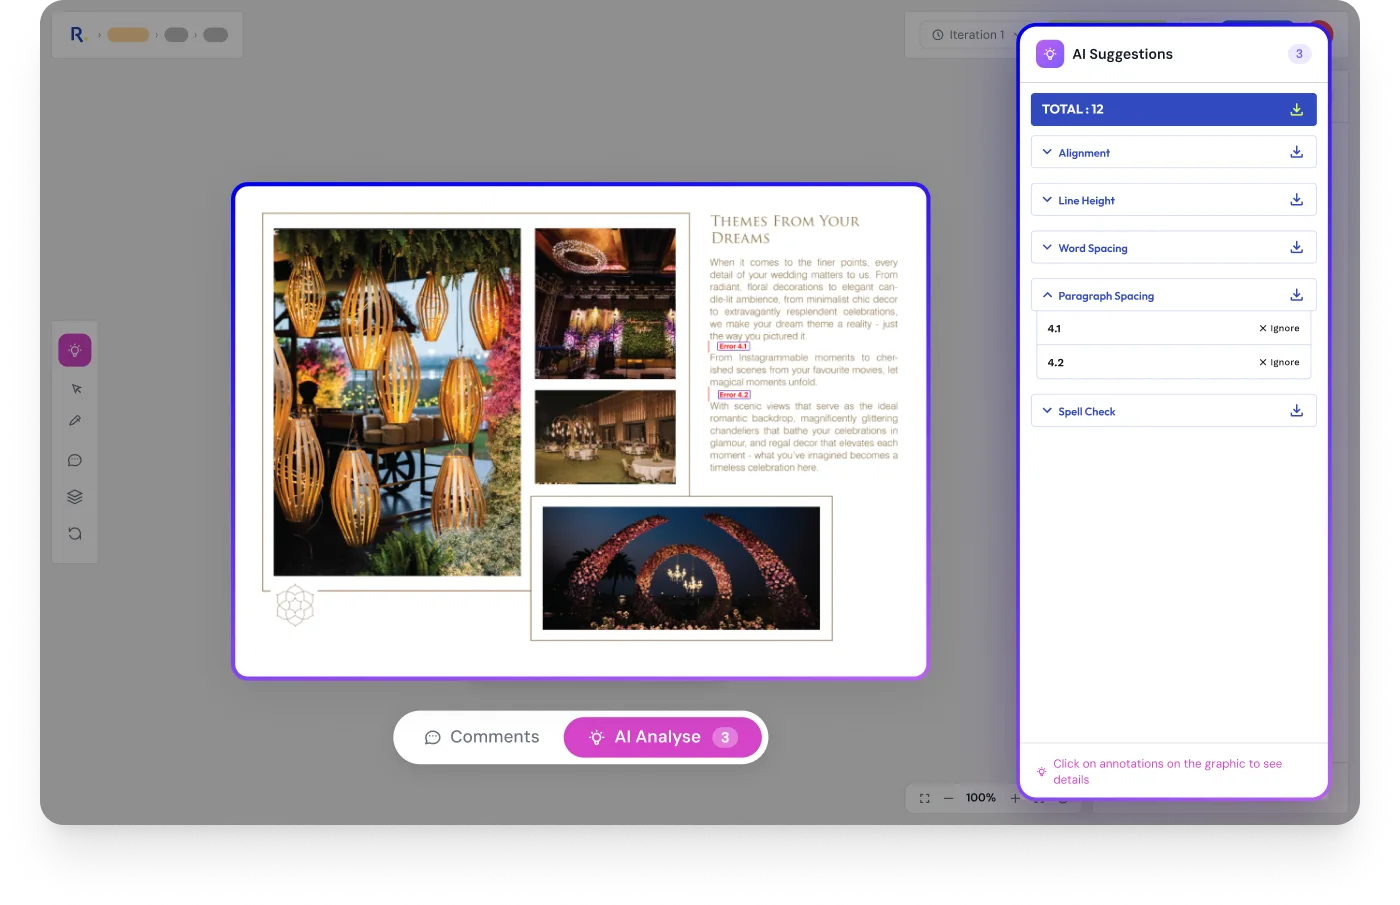 R.
Iteration 1
AI Suggestions
3
TOTAL : 12
Alignment
Line Height
Word Spacing
Paragraph Spacing
4.1
Ignore
4.2
Ignore
Spell Check
Click on annotations on the graphic to see
details
THEMES FROM YOUR
DREAMS
When it comes to the finer points, every
detail of your wedding matters to us. From
radiant floral decorations to elegant can-
dle-lit ambience, from minimalist chic decor
to extravagantly resplendent celebrations,
we make your dream theme a reality - just
the way you pictured it.
Error 4.1
From Instagrammable moments to cher-
ished scenes from your favourite movies, let
magical moments unfold.
Error 4.2
With scenic views that serve as the ideal
romantic backdrop, magnificently glittering
chandeliers that bathe your celebrations in
glamour, and regal decor that elevates each
moment - what you've imagined becomes a
timeless celebration here.
Comments
AI Analyse
3
100%